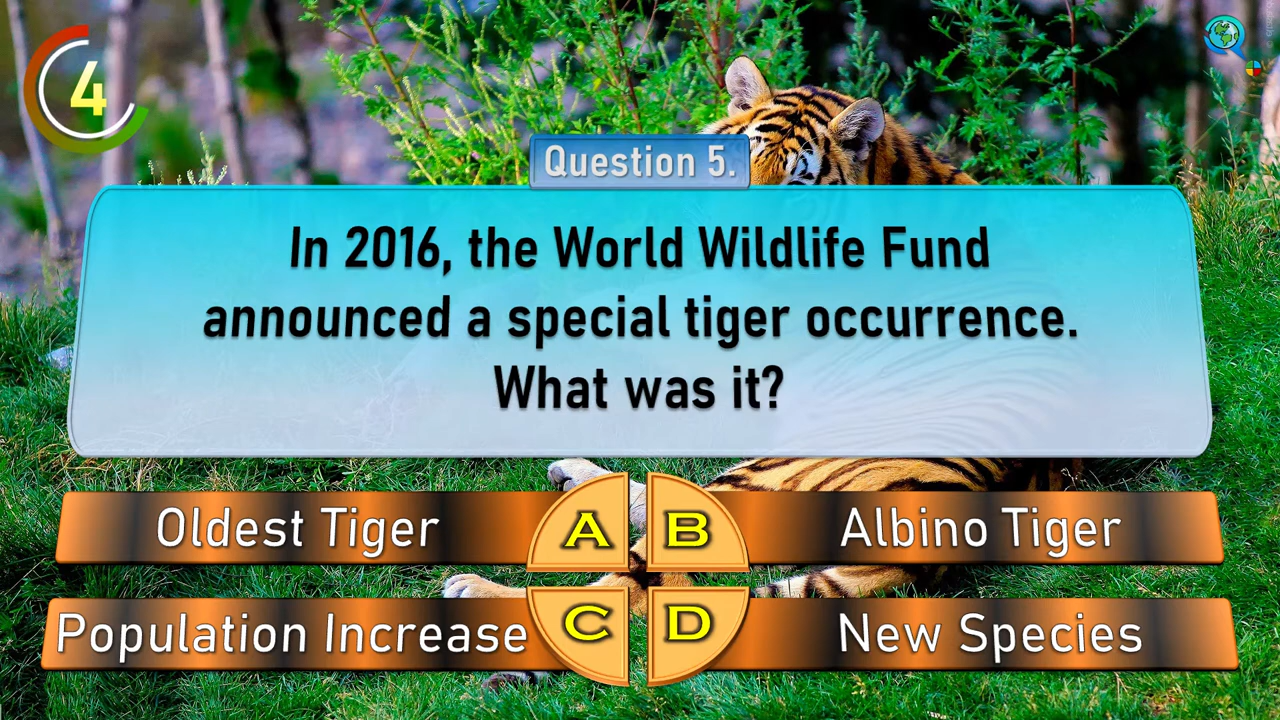 4
Question 5.
In 2016, the World Wildlife Fund
announced a special tiger occurrence.
What was it?
Oldest Tiger
A
B
Albino Tiger
Population Increase
C
D
New Species